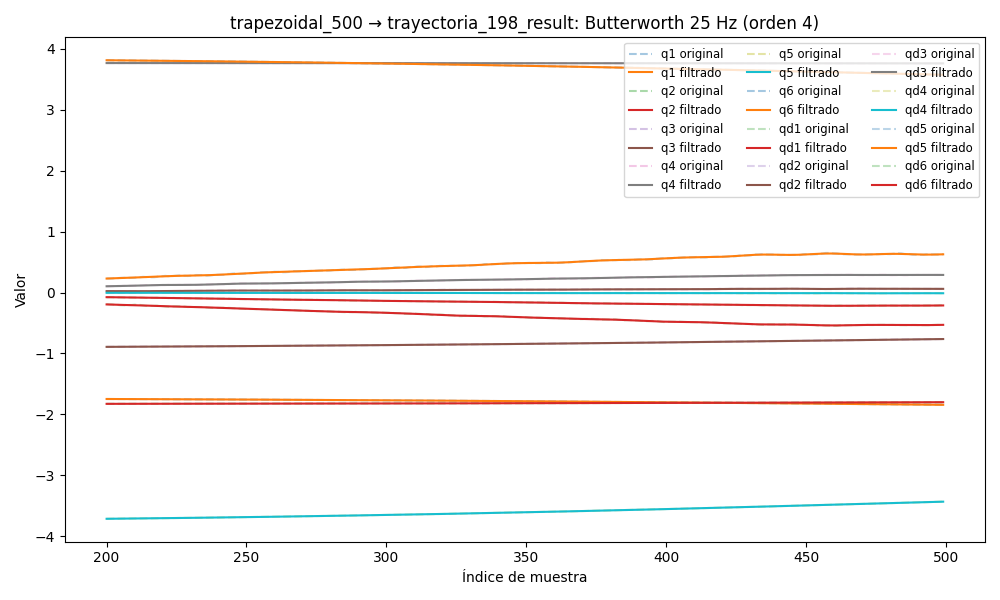 trapezoidal_500 → trayectoria_198_result: Butterworth 25 Hz (orden 4)
q1 original
q1 filtrado
q2 original
q2 filtrado
q3 original
q3 filtrado
q4 original
q4 filtrado
q5 original
q5 filtrado
q6 original
q6 filtrado
qd1 original
qd1 filtrado
qd2 original
qd2 filtrado
qd3 original
qd3 filtrado
qd4 original
qd4 filtrado
qd5 original
qd5 filtrado
qd6 original
qd6 filtrado
Valor
4
3
2
1
0
−1
−2
−3
−4
200
250
300
350
400
450
500
Índice de muestra